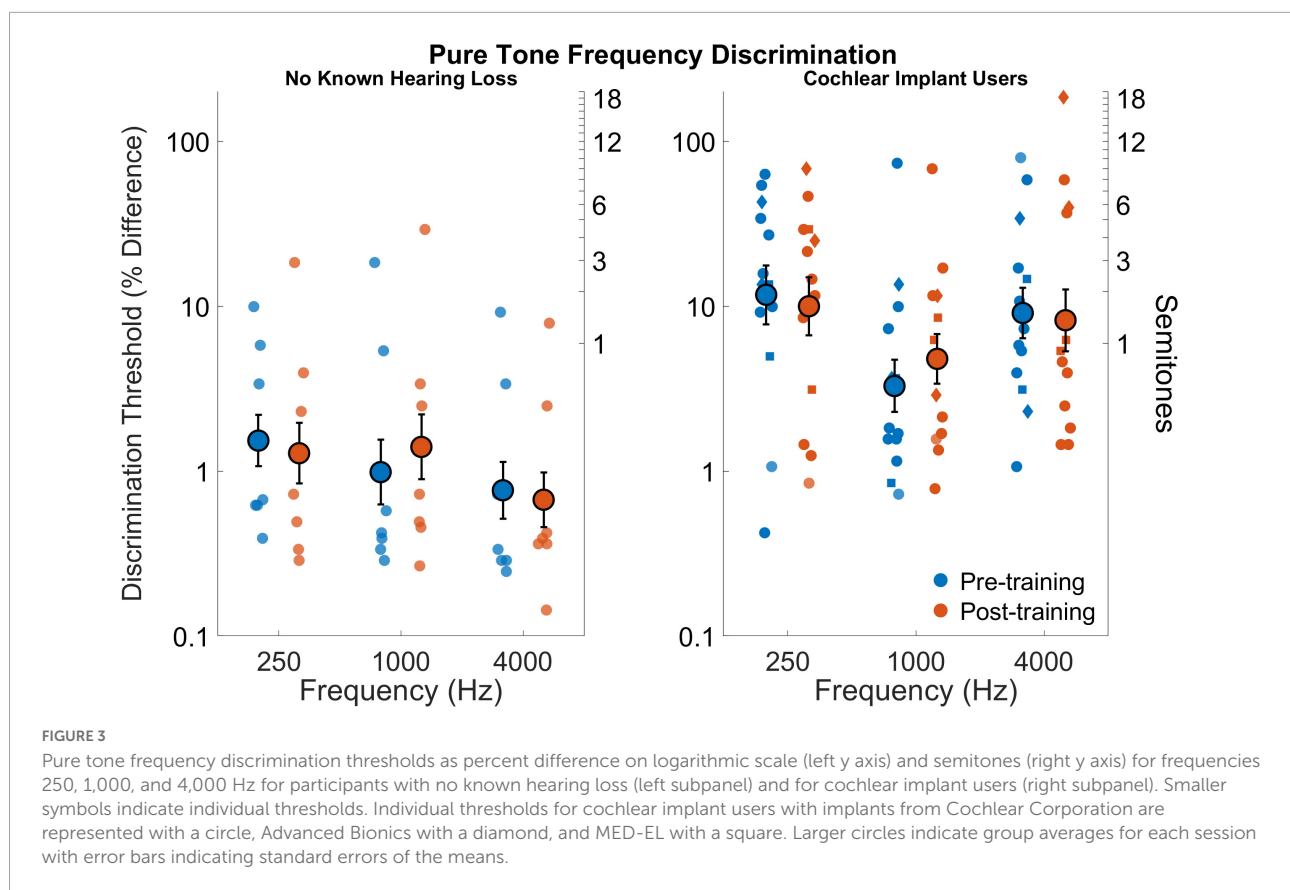 Pure Tone Frequency Discrimination
No Known Hearing Loss
Cochlear Implant Users
Discrimination Threshold (% Difference)
100
10
1
0.1
18
12
6
3
1
250
1000
4000
Frequency (Hz)
100
10
1
0.1
18
12
6
3
1
Semitones
Pre-training
Post-training
250
1000
4000
Frequency (Hz)
FIGURE 3
Pure tone frequency discrimination thresholds as percent difference on logarithmic scale (left y axis) and semitones (right y axis) for frequencies
250, 1,000, and 4,000 Hz for participants with no known hearing loss (left subpanel) and for cochlear implant users (right subpanel). Smaller
symbols indicate individual thresholds. Individual thresholds for cochlear implant users with implants from Cochlear Corporation are
represented with a circle, Advanced Bionics with a diamond, and MED-EL with a square. Larger circles indicate group averages for each session
with error bars indicating standard errors of the means.